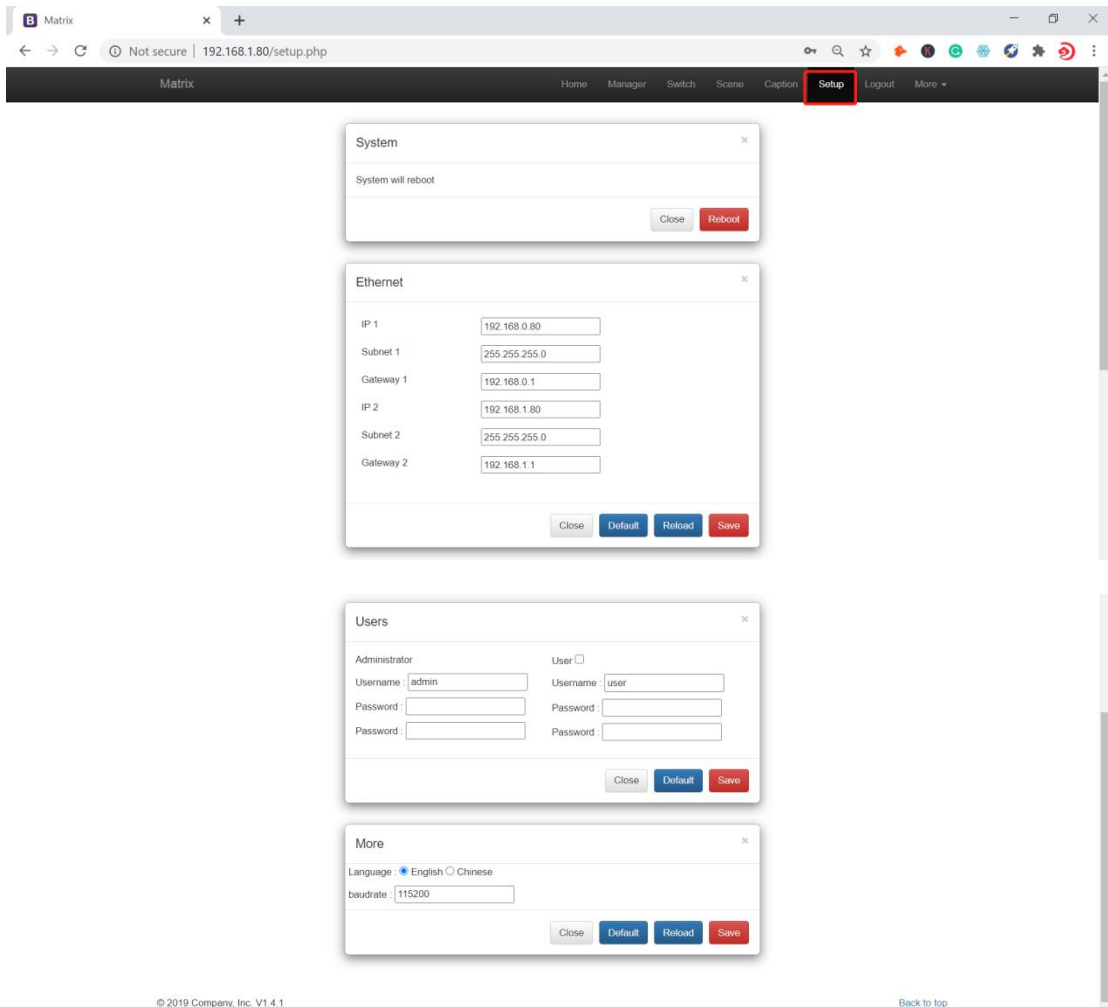 B Matrix
Not secure | 192.168.1.80/setup.php
Matrix Home Manager Switch Scene Caption Setup Logout More
System
System will reboot
Close Reboot
Ethernet
IP 1 192.168.0.80
Subnet 1 255.255.255.0
Gateway 1 192.168.0.1
IP 2 192.168.1.80
Subnet 2 255.255.255.0
Gateway 2 192.168.1.1
Close Default Reload Save
Users
Administrator User
Username : admin Username : user
Password : Password :
Password : Password :
Close Default Save
More
Language : English Chinese
baudrate : 115200
Close Default Reload Save
© 2019 Company, Inc. V1.4.1 Back to top